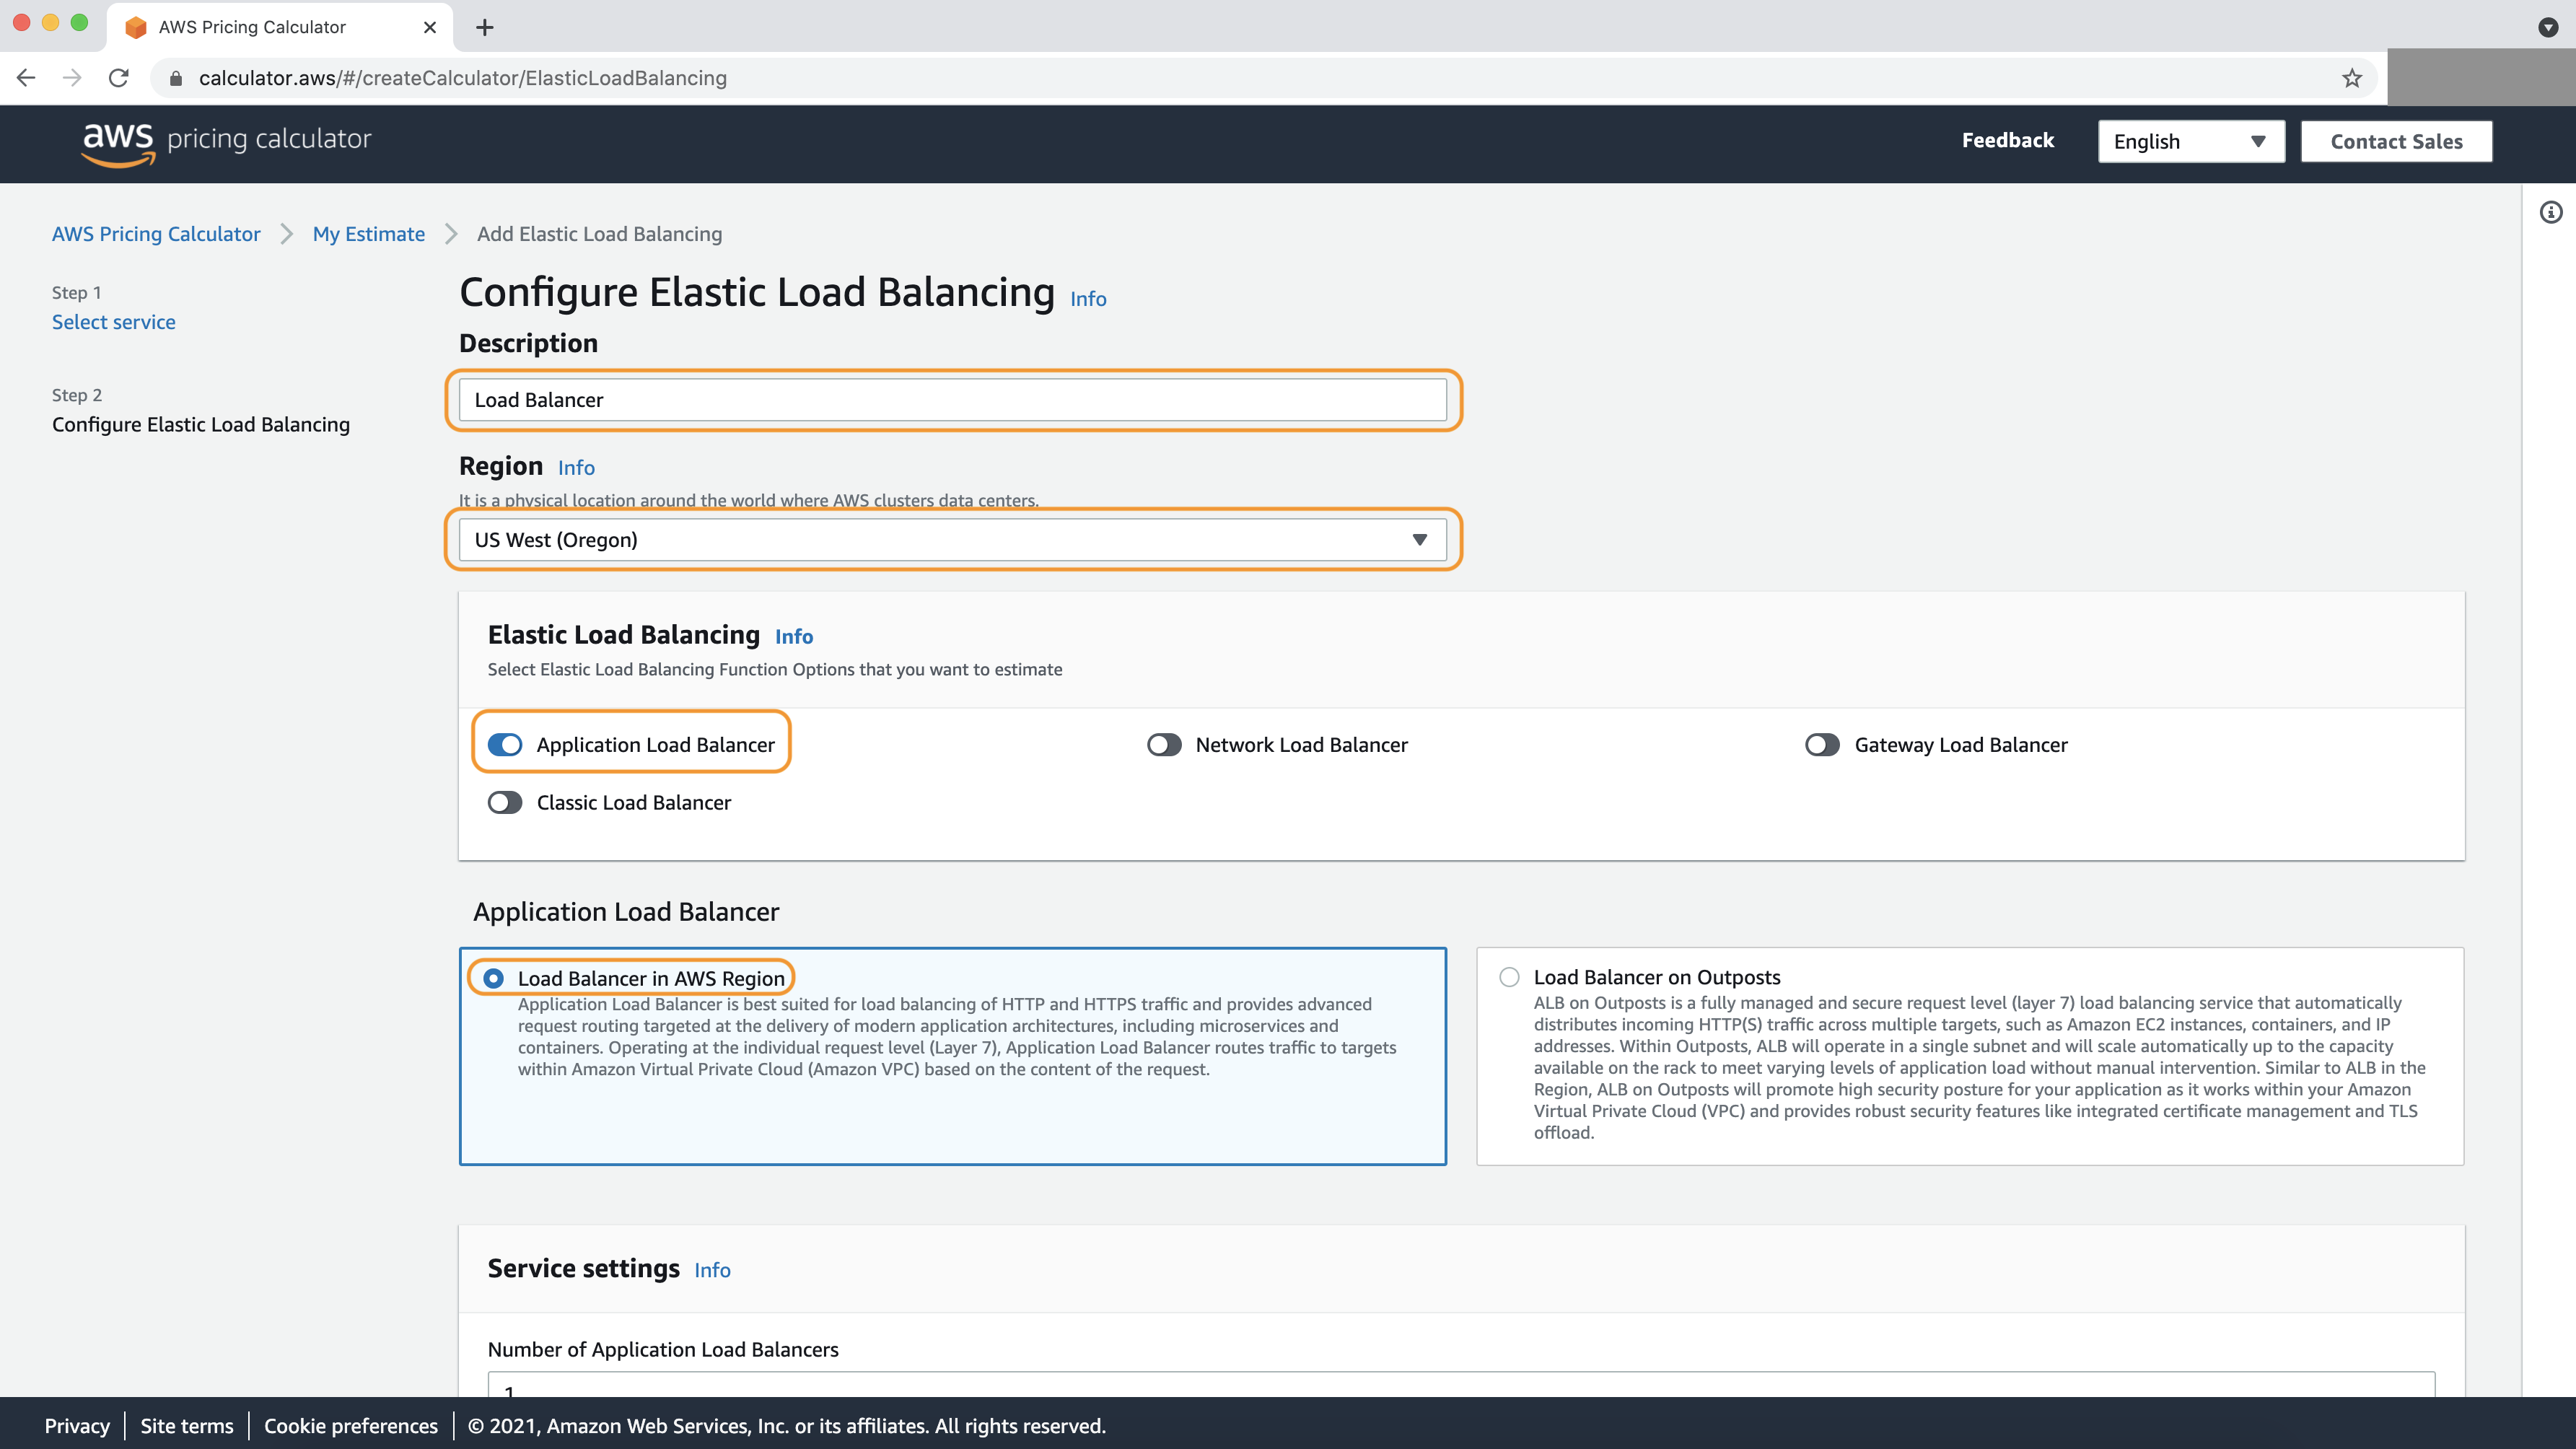 AWS Pricing Calculator
calculator.aws/#/createCalculator/ElasticLoadBalancing
aws pricing calculator
Feedback
English
Contact Sales
AWS Pricing Calculator
My Estimate
Add Elastic Load Balancing
Step 1
Select service
Step 2
Configure Elastic Load Balancing
Configure Elastic Load Balancing Info
Description
Load Balancer
Region Info
It is a physical location around the world where AWS clusters data centers.
US West (Oregon)
Elastic Load Balancing Info
Select Elastic Load Balancing Function Options that you want to estimate
Application Load Balancer
Network Load Balancer
Gateway Load Balancer
Classic Load Balancer
Application Load Balancer
Load Balancer in AWS Region
Application Load Balancer is best suited for load balancing of HTTP and HTTPS traffic and provides advanced
request routing targeted at the delivery of modern application architectures, including microservices and
containers. Operating at the individual request level (Layer 7), Application Load Balancer routes traffic to targets
within Amazon Virtual Private Cloud (Amazon VPC) based on the content of the request.
Load Balancer on Outposts
ALB on Outposts is a fully managed and secure request level (layer 7) load balancing service that automatically
distributes incoming HTTP(S) traffic across multiple targets, such as Amazon EC2 instances, containers, and IP
addresses. Within Outposts, ALB will operate in a single subnet and will scale automatically up to the capacity
available on the rack to meet varying levels of application load without manual intervention. Similar to ALB in the
Region, ALB on Outposts will promote high security posture for your application as it works within your Amazon
Virtual Private Cloud (VPC) and provides robust security features like integrated certificate management and TLS
offload.
Service settings Info
Number of Application Load Balancers
1
Privacy
Site terms
Cookie preferences
© 2021, Amazon Web Services, Inc. or its affiliates. All rights reserved.